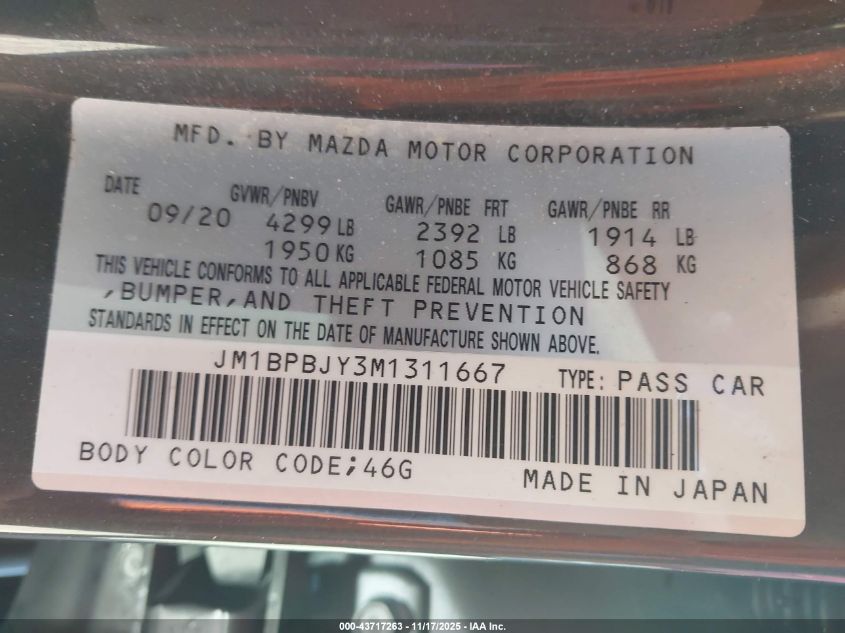 MFD. BY MAZDA MOTOR CORPORATION
DATE GVWR/PNBV GAWR/PNBE FRT GAWR/PNBE RR
09/20 4299 LB 2392 LB 1914 LB
1950 KG 1085 KG 868 KG
THIS VEHICLE CONFORMS TO ALL APPLICABLE FEDERAL MOTOR VEHICLE SAFETY
,BUMPER,AND THEFT PREVENTION
STANDARDS IN EFFECT ON THE DATE OF MANUFACTURE SHOWN ABOVE.
JM1BPBJY3M1311667 TYPE: PASS CAR
BODY COLOR CODE;46G MADE IN JAPAN
000-43717263 - 11/17/2025 - IAA Inc.